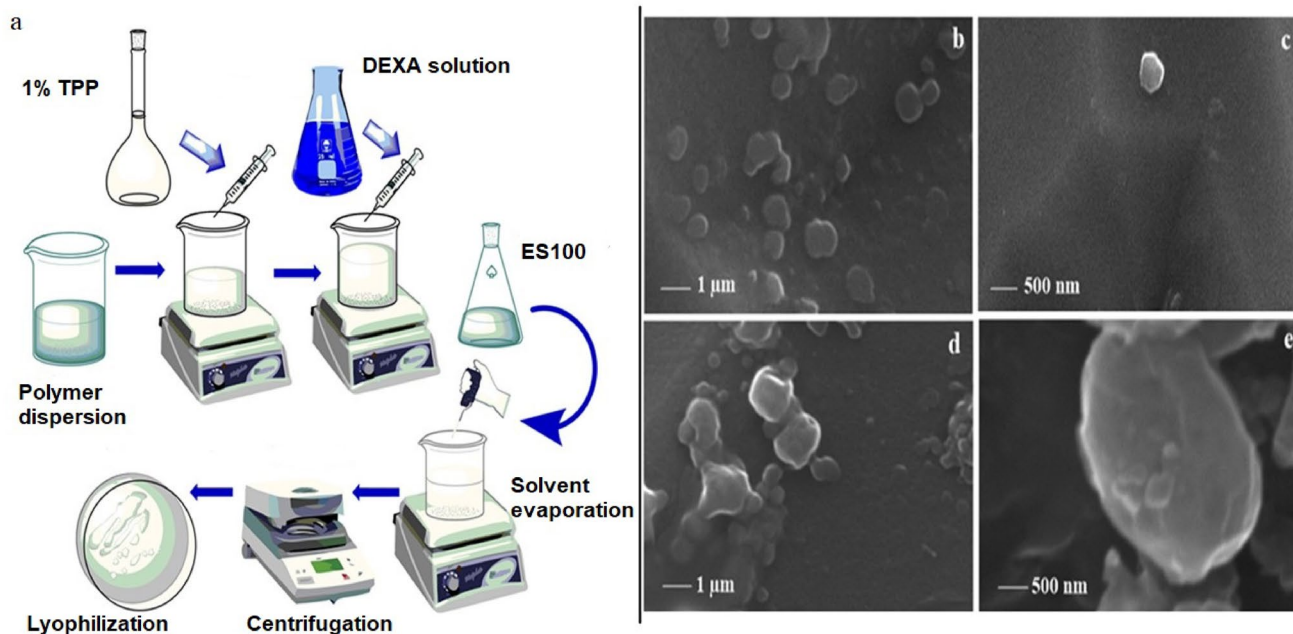 a
1% TPP
DEXA solution
ES100
Polymer
dispersion
Solvent
evaporation
Lyophilization
Centrifugation
b
1 µm
c
500 nm
d
1 µm
e
500 nm